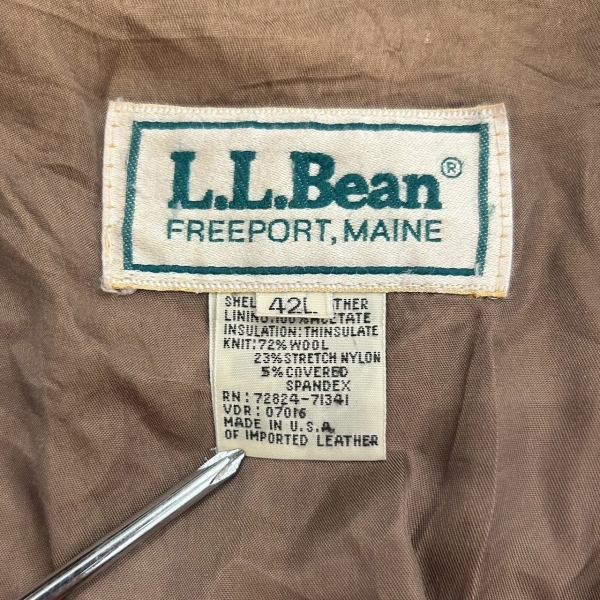 L.L.Bean®
FREEPORT, MAINE
42L
INSULATION: THINSULATE
KNIT: 72% WOOL
23% STRETCH NYLON
5% COVERED
SPANDEX
RN: 72824-71341
VDR: 07016
MADE IN U.S.A.
OF IMPORTED LEATHER